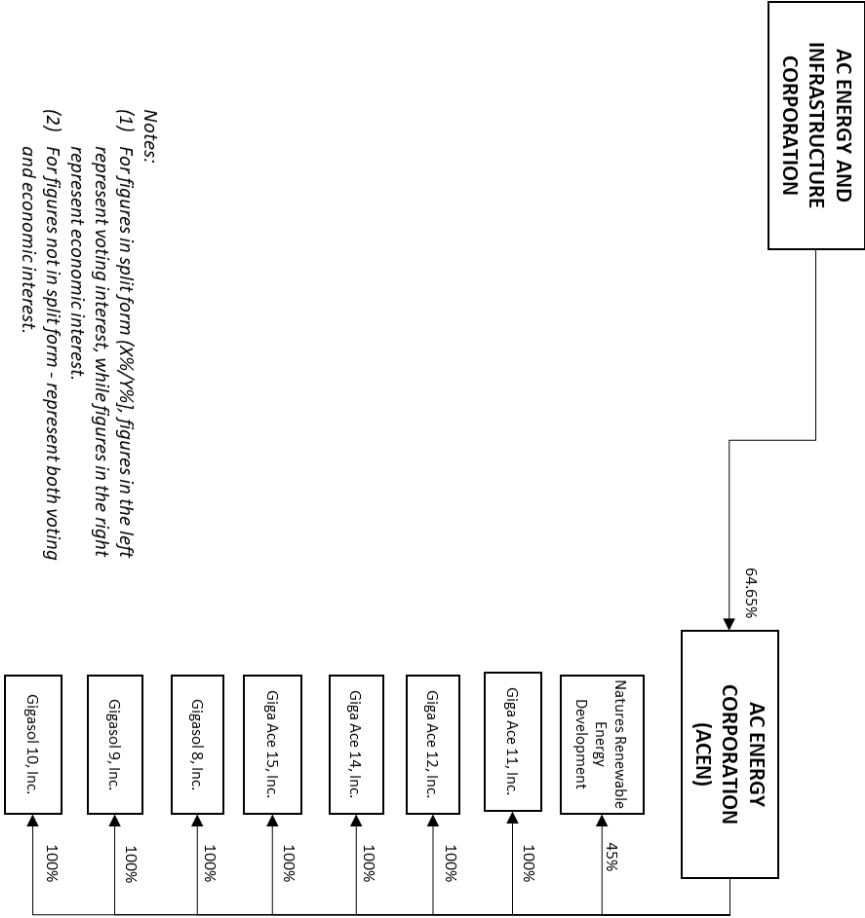 AC ENERGY AND
INFRASTRUCTURE
CORPORATION
64.65%
AC ENERGY
CORPORATION
(ACEN)
Natures Renewable
Energy
Development
45%
Giga Ace 11, Inc.
100%
Giga Ace 12, Inc.
100%
Giga Ace 14, Inc.
100%
Giga Ace 15, Inc.
100%
Gigasol 8, Inc.
100%
Gigasol 9, Inc.
100%
Gigasol 10, Inc.
100%
Notes:
(1) For figures in split form (X%/Y%], figures in the left
represent voting interest, while figures in the right
represent economic interest.
(2) For figures not in split form - represent both voting
and economic interest.